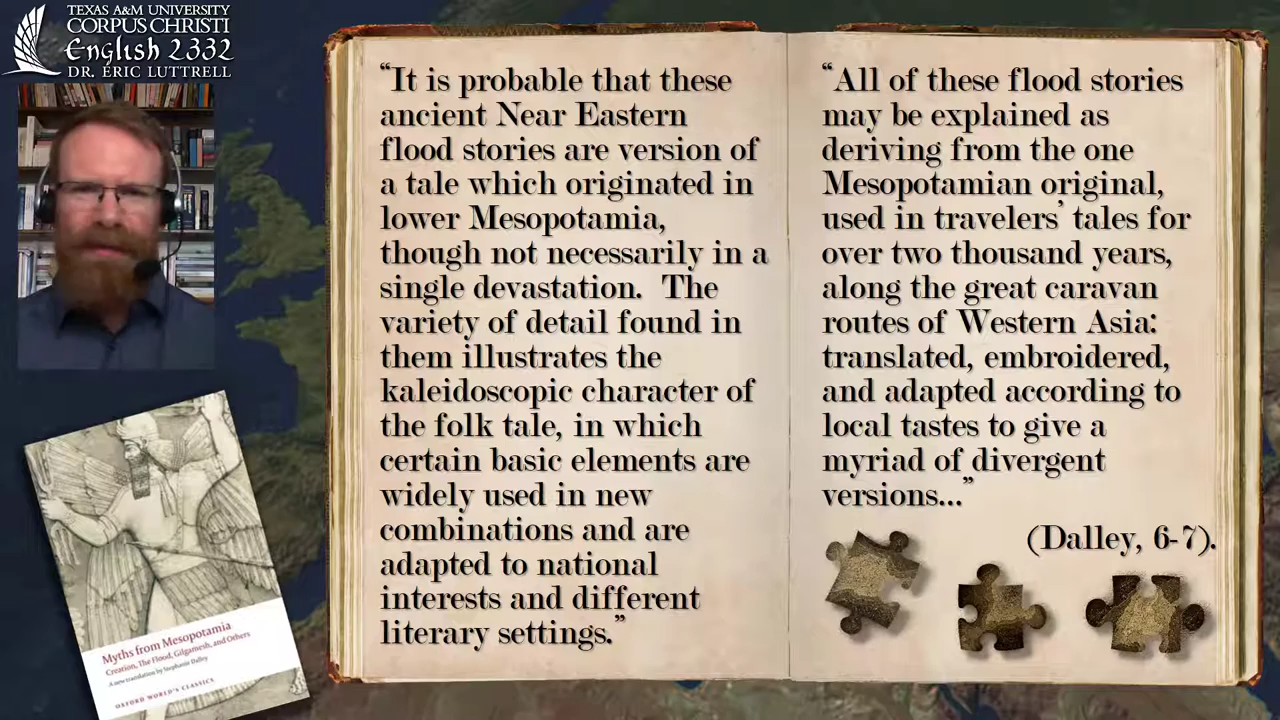 TEXAS A&M UNIVERSITY
CORPUS CHRISTI
English 2332
DR. ERIC LUTTRELL
“It is probable that these
ancient Near Eastern
flood stories are version of
a tale which originated in
lower Mesopotamia,
though not necessarily in a
single devastation. The
variety of detail found in
them illustrates the
kaleidoscopic character of
the folk tale, in which
certain basic elements are
widely used in new
combinations and are
adapted to national
interests and different
literary settings.”
“All of these flood stories
may be explained as
deriving from the one
Mesopotamian original,
used in travelers’ tales for
over two thousand years,
along the great caravan
routes of Western Asia:
translated, embroidered,
and adapted according to
local tastes to give a
myriad of divergent
versions...”
(Dalley, 6-7).
Myths from Mesopotamia
Creation, The Flood, Gilgamesh, and Others
A new translation by Stephanie Dalley
OXFORD WORLD’S CLASSICS